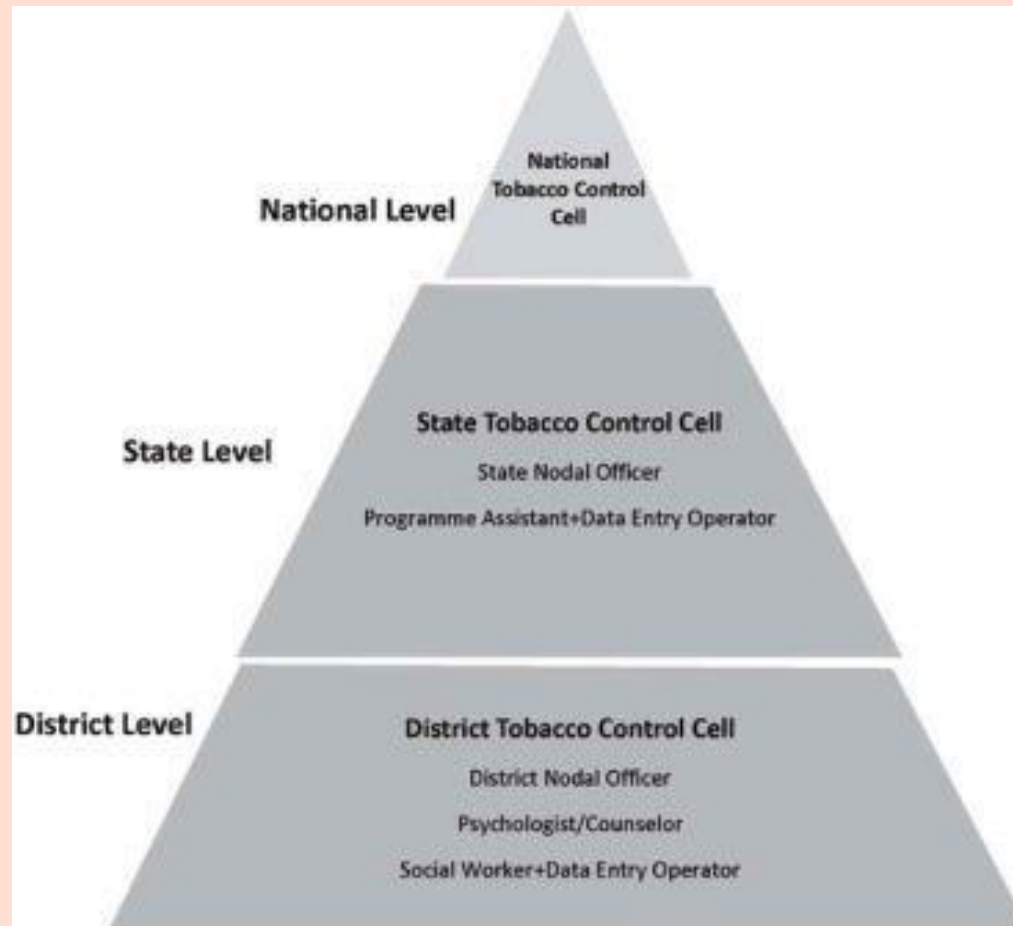 National
Tobacco Control
Cell
National Level
State Tobacco Control Cell
State Level
State Nodal Officer
Programme Assistant+Data Entry Operator
District Level
District Tobacco Control Cell
District Nodal Officer
Psychologist/Counselor
Social Worker+Data Entry Operator